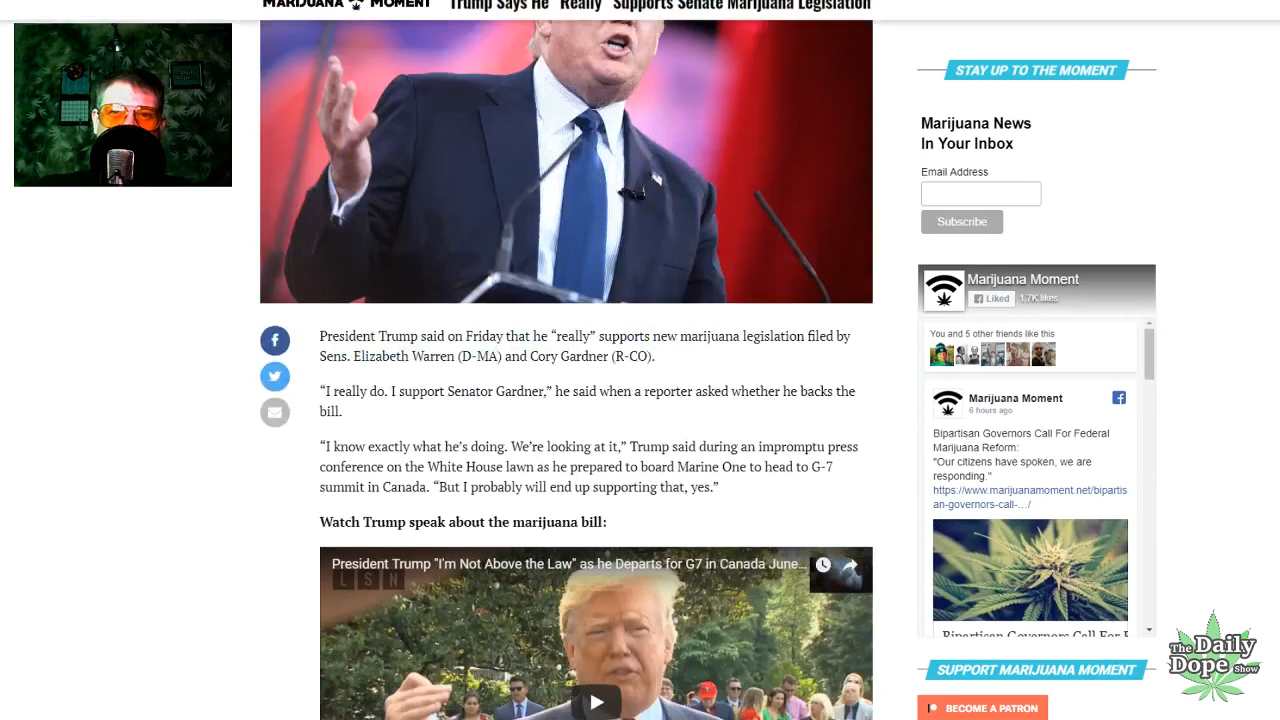 MARIJUANA MOMENT
Trump Says He "Really" Supports Senate Marijuana Legislation
STAY UP TO THE MOMENT
Marijuana News
In Your Inbox
Email Address
Subscribe
Marijuana Moment
Liked
1.7K likes
You and 5 other friends like this
Marijuana Moment
6 hours ago
Bipartisan Governors Call For Federal
Marijuana Reform:
"Our citizens have spoken, we are
responding."
https://www.marijuanamoment.net/bipartis
an-governors-call-.../
Bipartisan Governors Call For F
President Trump said on Friday that he “really” supports new marijuana legislation filed by
Sens. Elizabeth Warren (D-MA) and Cory Gardner (R-CO).
“I really do. I support Senator Gardner,” he said when a reporter asked whether he backs the
bill.
“I know exactly what he’s doing. We’re looking at it,” Trump said during an impromptu press
conference on the White House lawn as he prepared to board Marine One to head to G-7
summit in Canada. “But I probably will end up supporting that, yes.”
Watch Trump speak about the marijuana bill:
President Trump "I'm Not Above the Law" as he Departs for G7 in Canada June...
LSN
SUPPORT MARIJUANA MOMENT
BECOME A PATRON
The Daily
Dope Show